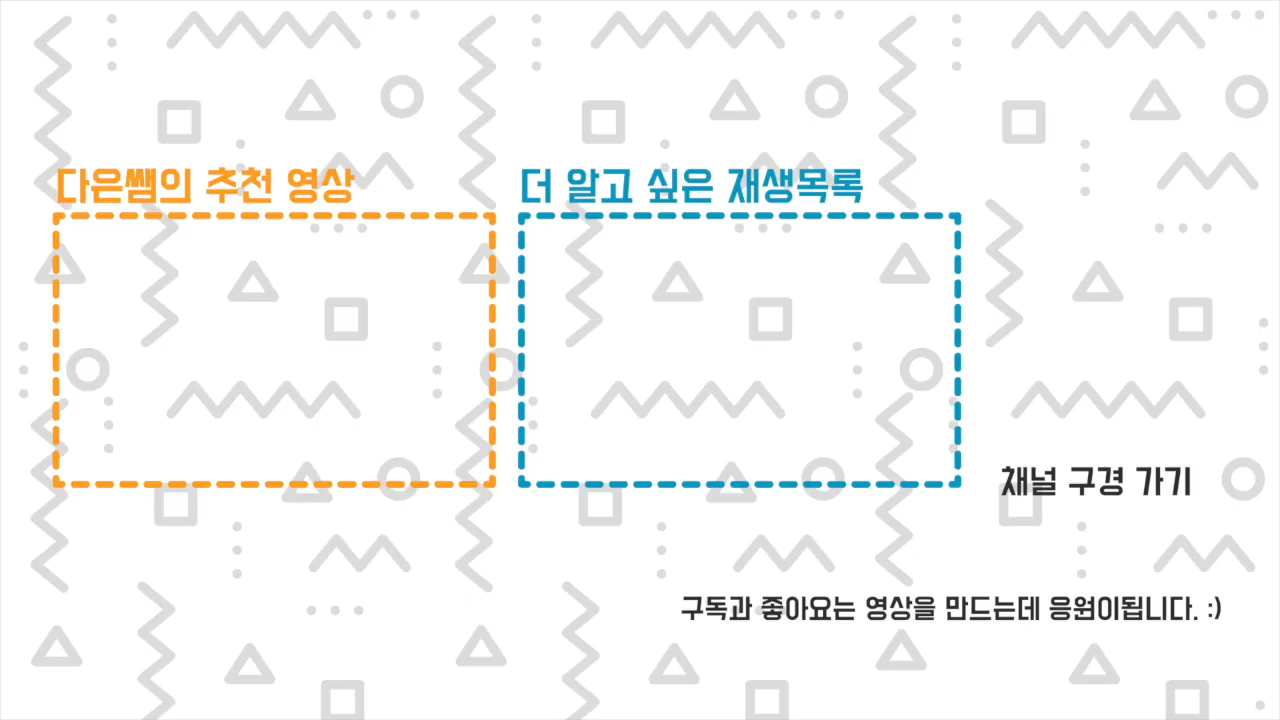 다은쌤의 추천 영상
더 알고 싶은 재생목록
채널 구경 가기
구독과 좋아요는 영상을 만드는데 응원이됩니다. :)